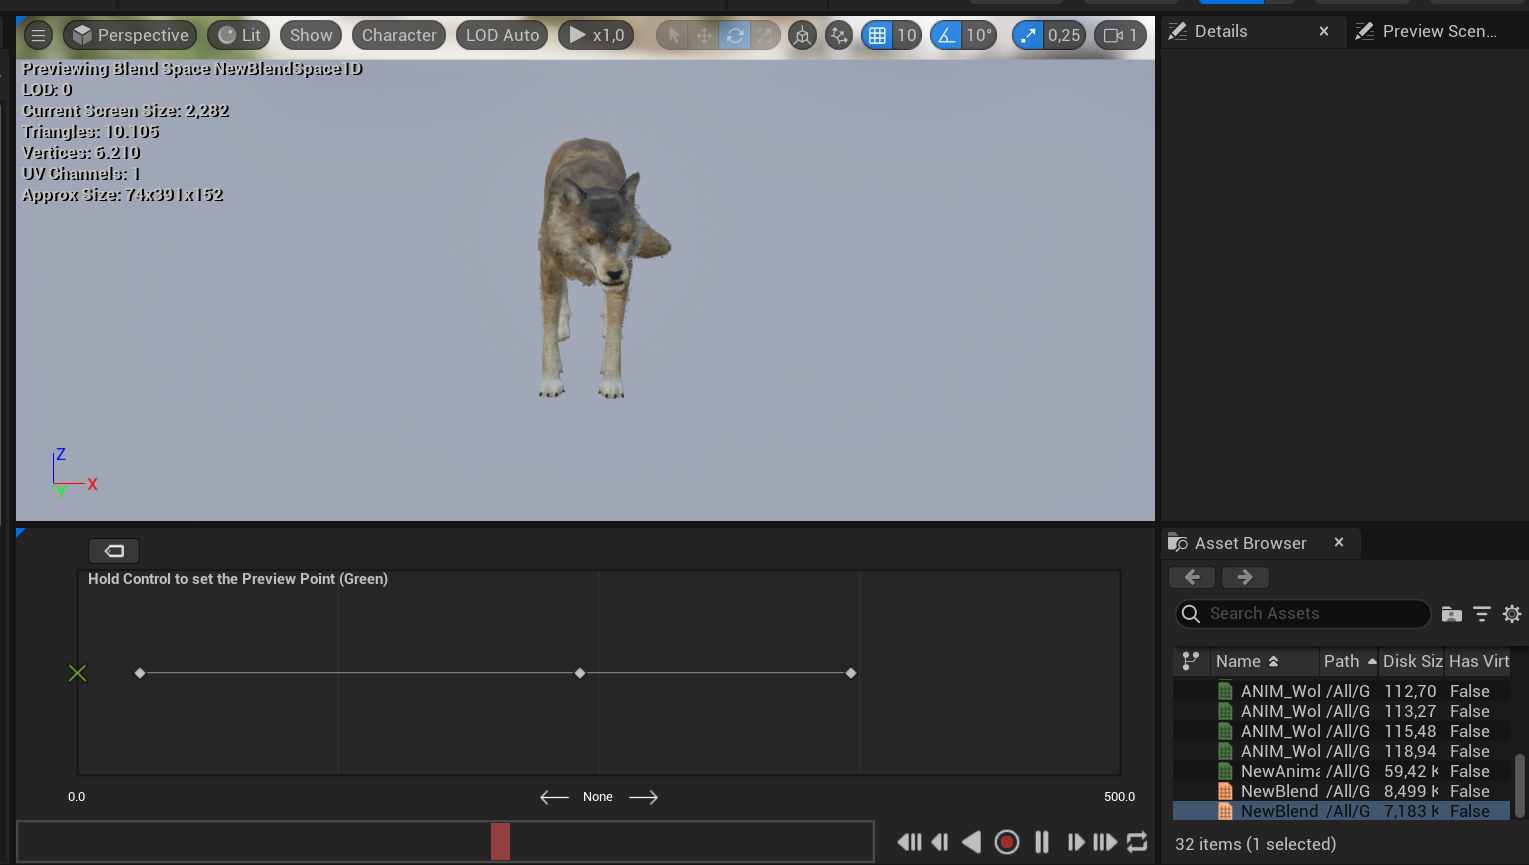 Perspective Lit Show Character LOD Auto x1,0 10 10° 0,25 1
Details
Preview Scen...
Previewing Blend Space NewBlendSpace1D
LOD: 0
Current Screen Size: 2,282
Triangles: 10.105
Vertices: 6.210
UV Channels: 1
Approx Size: 74x391x152
Z
X
Y
Hold Control to set the Preview Point (Green)
0.0 None 500.0
Asset Browser
Search Assets
Name Path Disk Siz Has Virt
ANIM_Wol /All/G 112,70 False
ANIM_Wol /All/G 113,27 False
ANIM_Wol /All/G 115,48 False
ANIM_Wol /All/G 118,94 False
NewAnima /All/G 59,42 K False
NewBlend /All/G 8,499 K False
NewBlend /All/G 7,183 K False
32 items (1 selected)